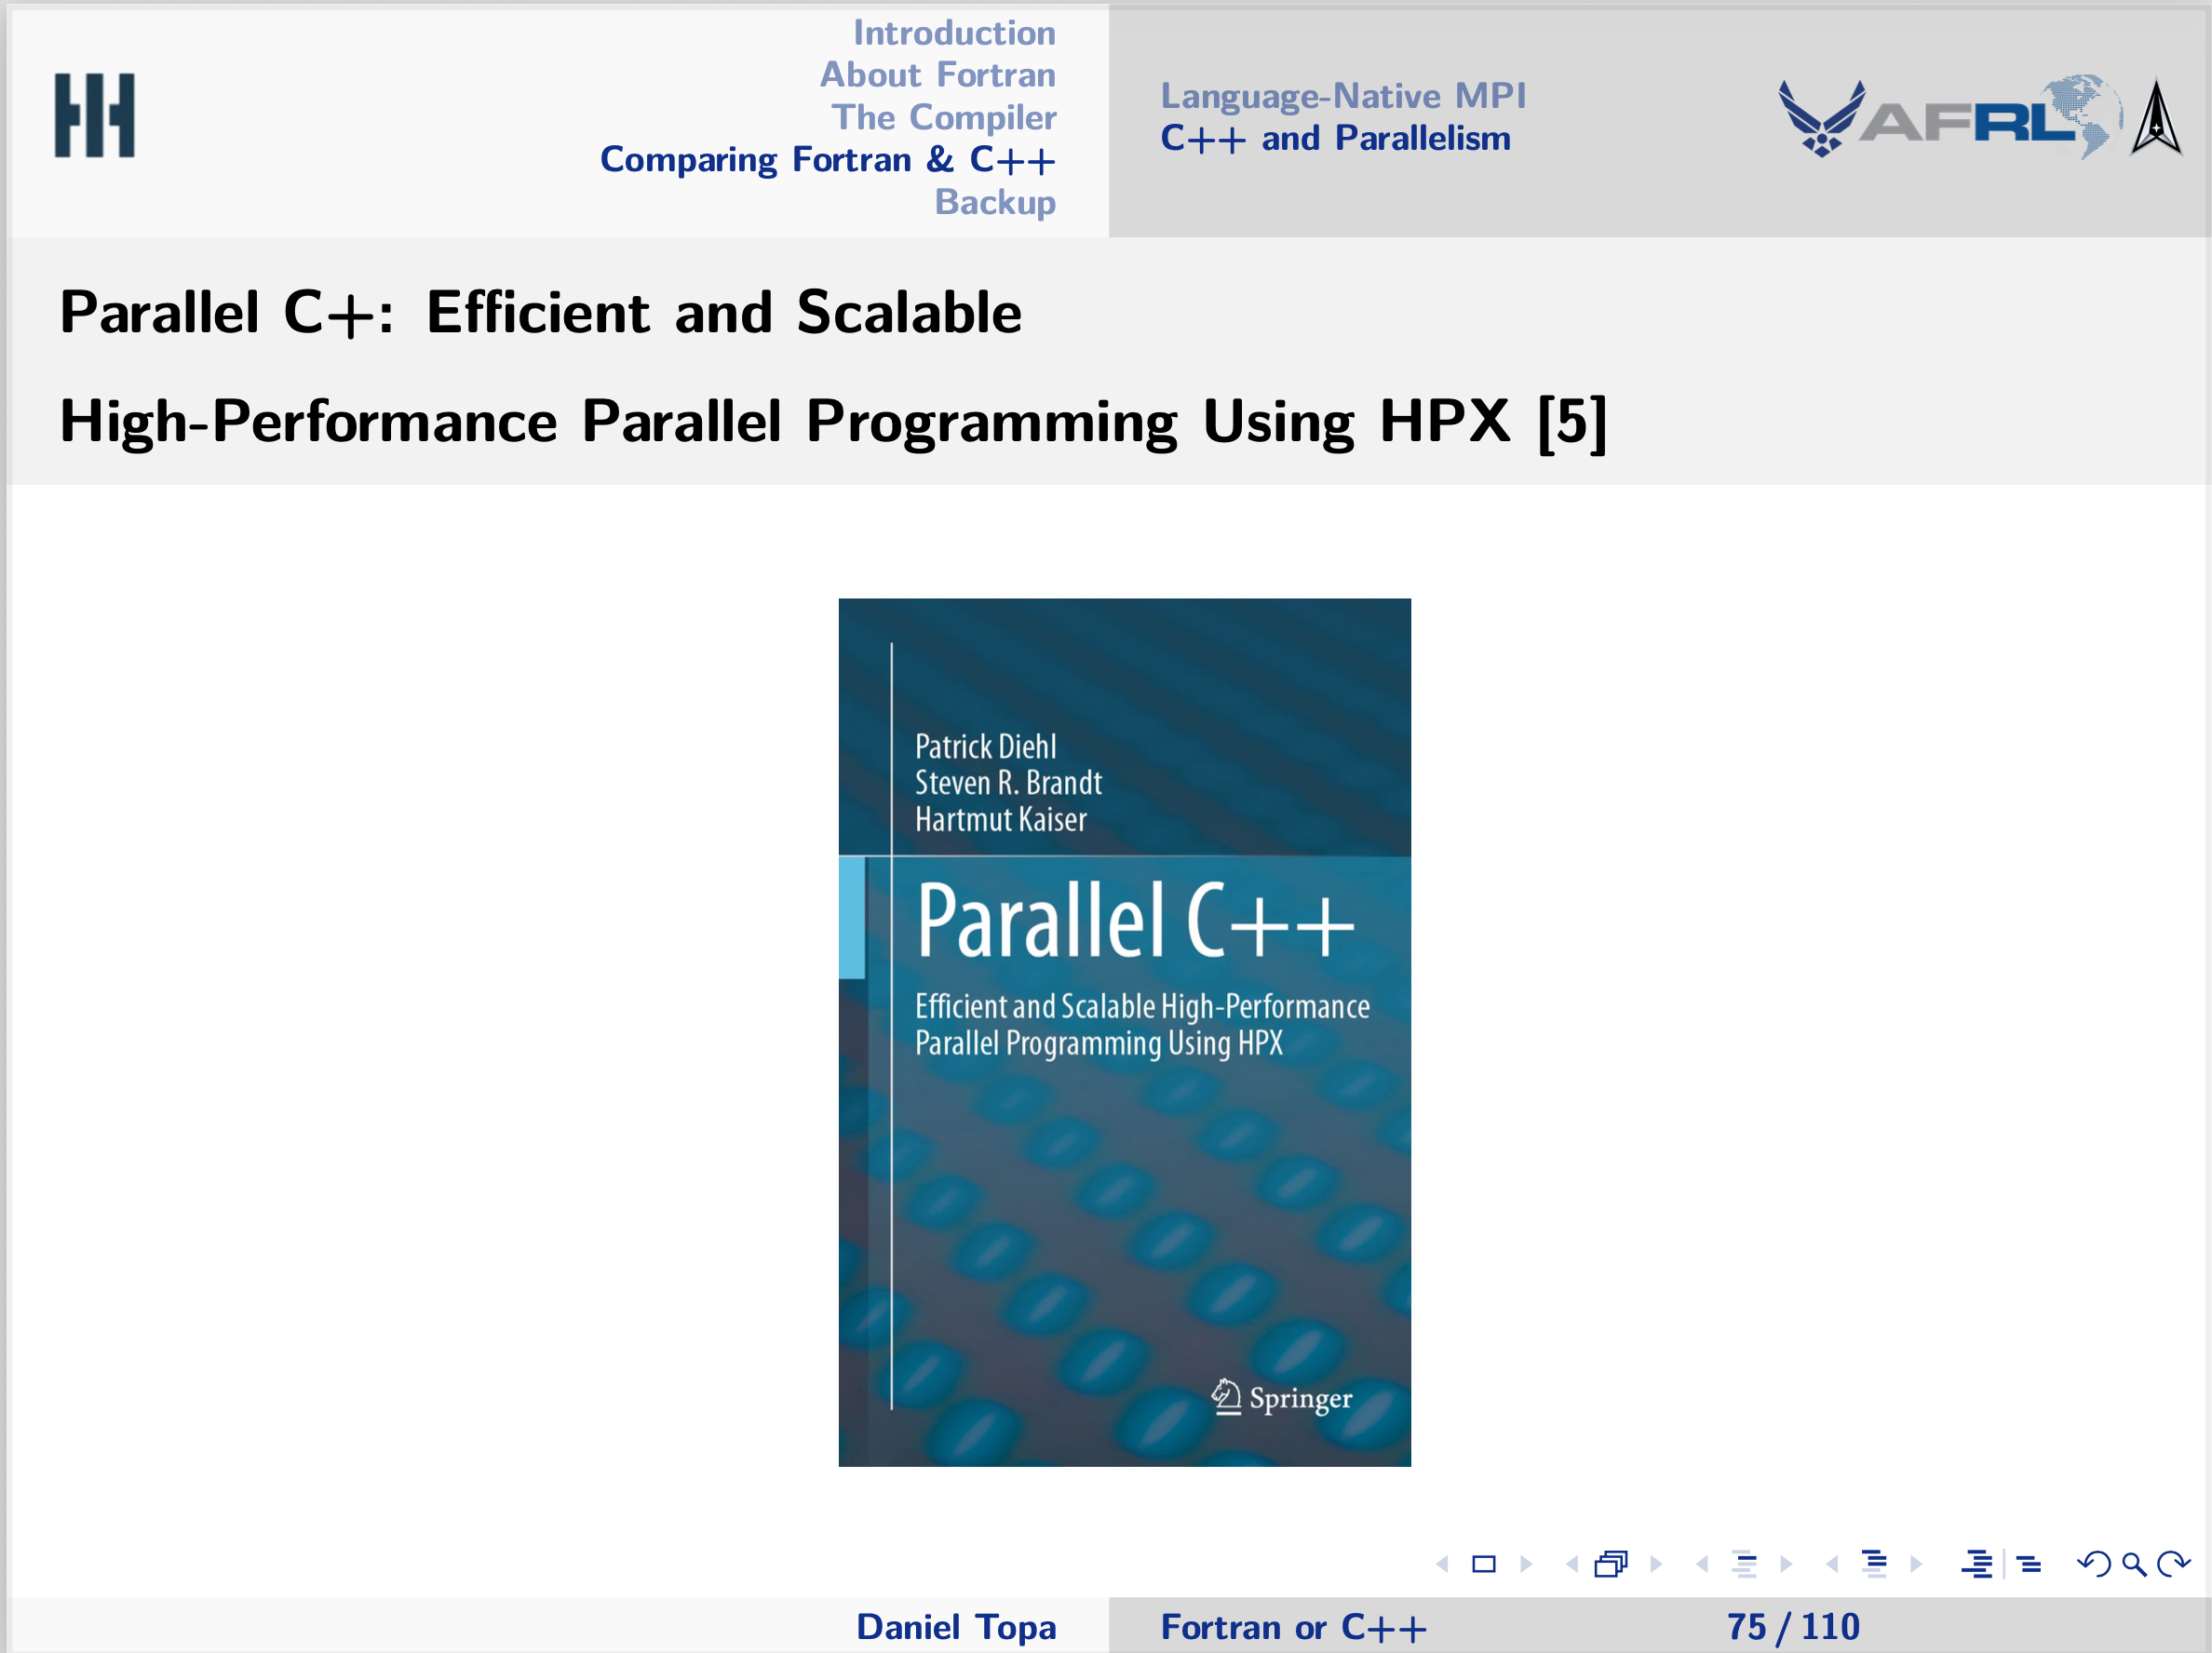 Introduction
About Fortran
The Compiler
Comparing Fortran & C++
Backup
Language-Native MPI
C++ and Parallelism
AFRL
Parallel C+: Efficient and Scalable
High-Performance Parallel Programming Using HPX [5]
Patrick Diehl
Steven R. Brandt
Hartmut Kaiser
Parallel C++
Efficient and Scalable High-Performance
Parallel Programming Using HPX
Springer
Daniel Topa
Fortran or C++
75 / 110